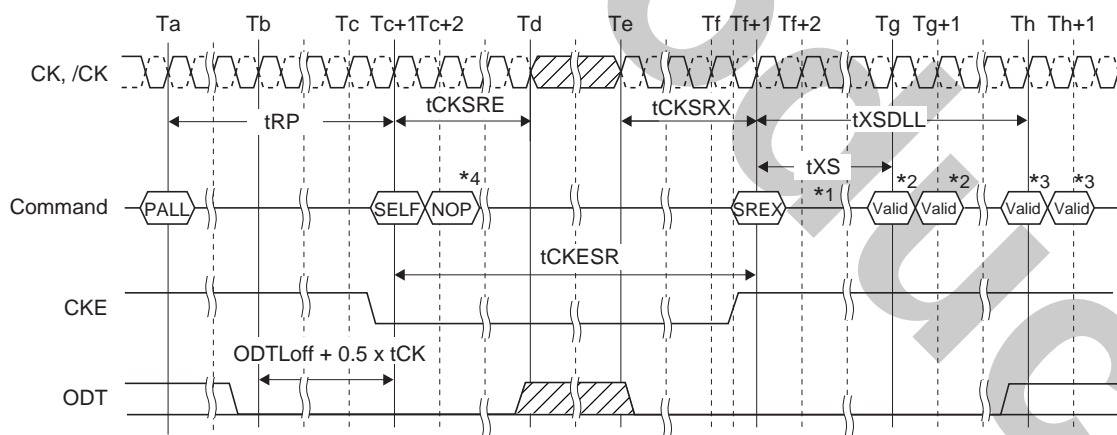 Ta Tb Tc Tc+1 Tc+2 Td Te Tf Tf+1 Tf+2 Tg Tg+1 Th Th+1
CK, /CK
tRP tCKSRE tCKSRX tXSDLL
tXS
*4 *1 *2 *2 *3 *3
Command PALL SELF NOP SREX Valid Valid Valid Valid
tCKESR
CKE
ODTLoff + 0.5 x tCK
ODT